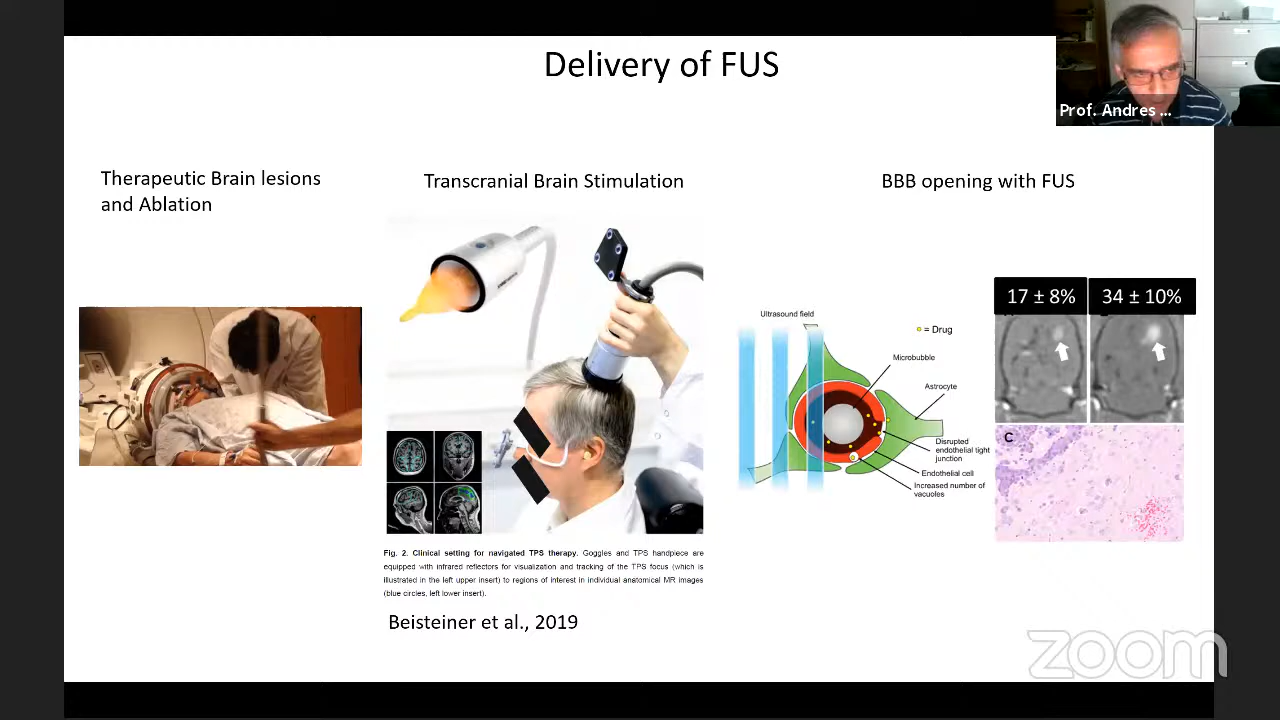 Delivery of FUS
Prof. Andres ...
Therapeutic Brain lesions
and Ablation
Transcranial Brain Stimulation
BBB opening with FUS
Ultrasound field
= Drug
Microbubble
Astrocyte
Disrupted
endothelial tight
junction
Endothelial cell
Increased number of
vacuoles
17 ± 8%
34 ± 10%
C
Fig. 2. Clinical setting for navigated TPS therapy. Goggles and TPS handpiece are
equipped with infrared reflectors for visualization and tracking of the TPS focus (which is
illustrated in the left upper insert) to regions of interest in individual anatomical MR images
(blue circles, left lower insert).
Beisteiner et al., 2019
zoom